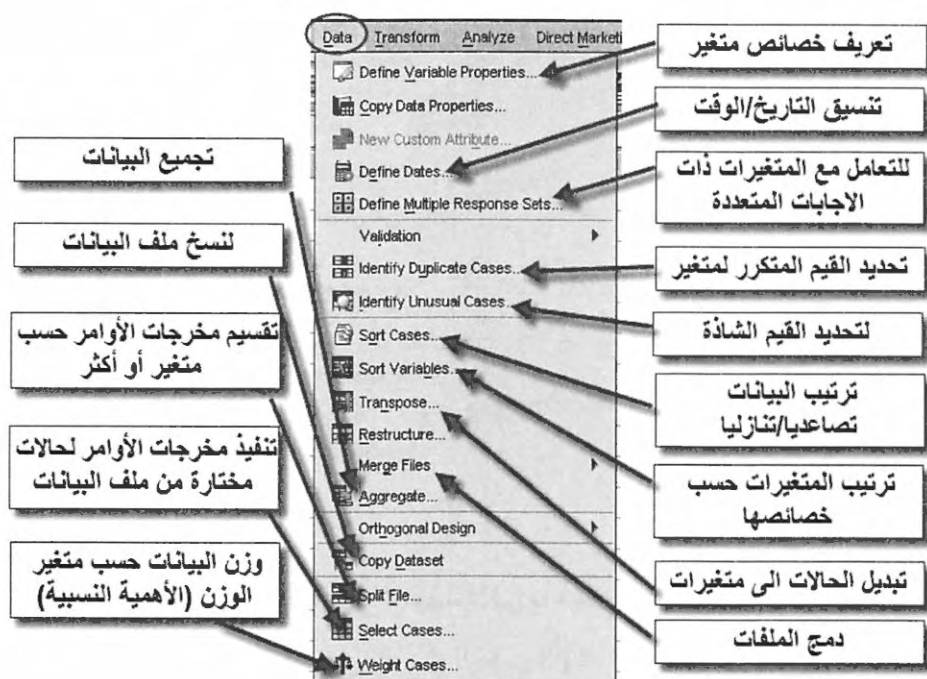 Data Transform Analyze Direct Marketi
Define Variable Properties...
Copy Data Properties...
New Custom Attribute...
Define Dates...
Define Multiple Response Sets...
Validation
Identify Duplicate Cases...
Identify Unusual Cases...
Sort Cases...
Sort Variables...
Transpose...
Restructure...
Merge Files
Aggregate...
Orthogonal Design
Copy Dataset
Split File...
Select Cases...
Weight Cases...
تعريف خصائص متغير
تنسيق التاريخ/الوقت
للتعامل مع المتغيرات ذات
الاجابات المتعددة
تحديد القيم المتكرر لمتغير
لتحديد القيم الشاذة
ترتيب البيانات
تصاعديا/تنازليا
ترتيب المتغيرات حسب
خصائصها
تبديل الحالات الى متغيرات
دمج الملفات
تجميع البيانات
لنسخ ملف البيانات
تقسيم مخرجات الأوامر حسب
متغير أو أكثر
تنفيذ مخرجات الأوامر لحالات
مختارة من ملف البيانات
وزن البيانات حسب متغير
الوزن (الأهمية النسبية)